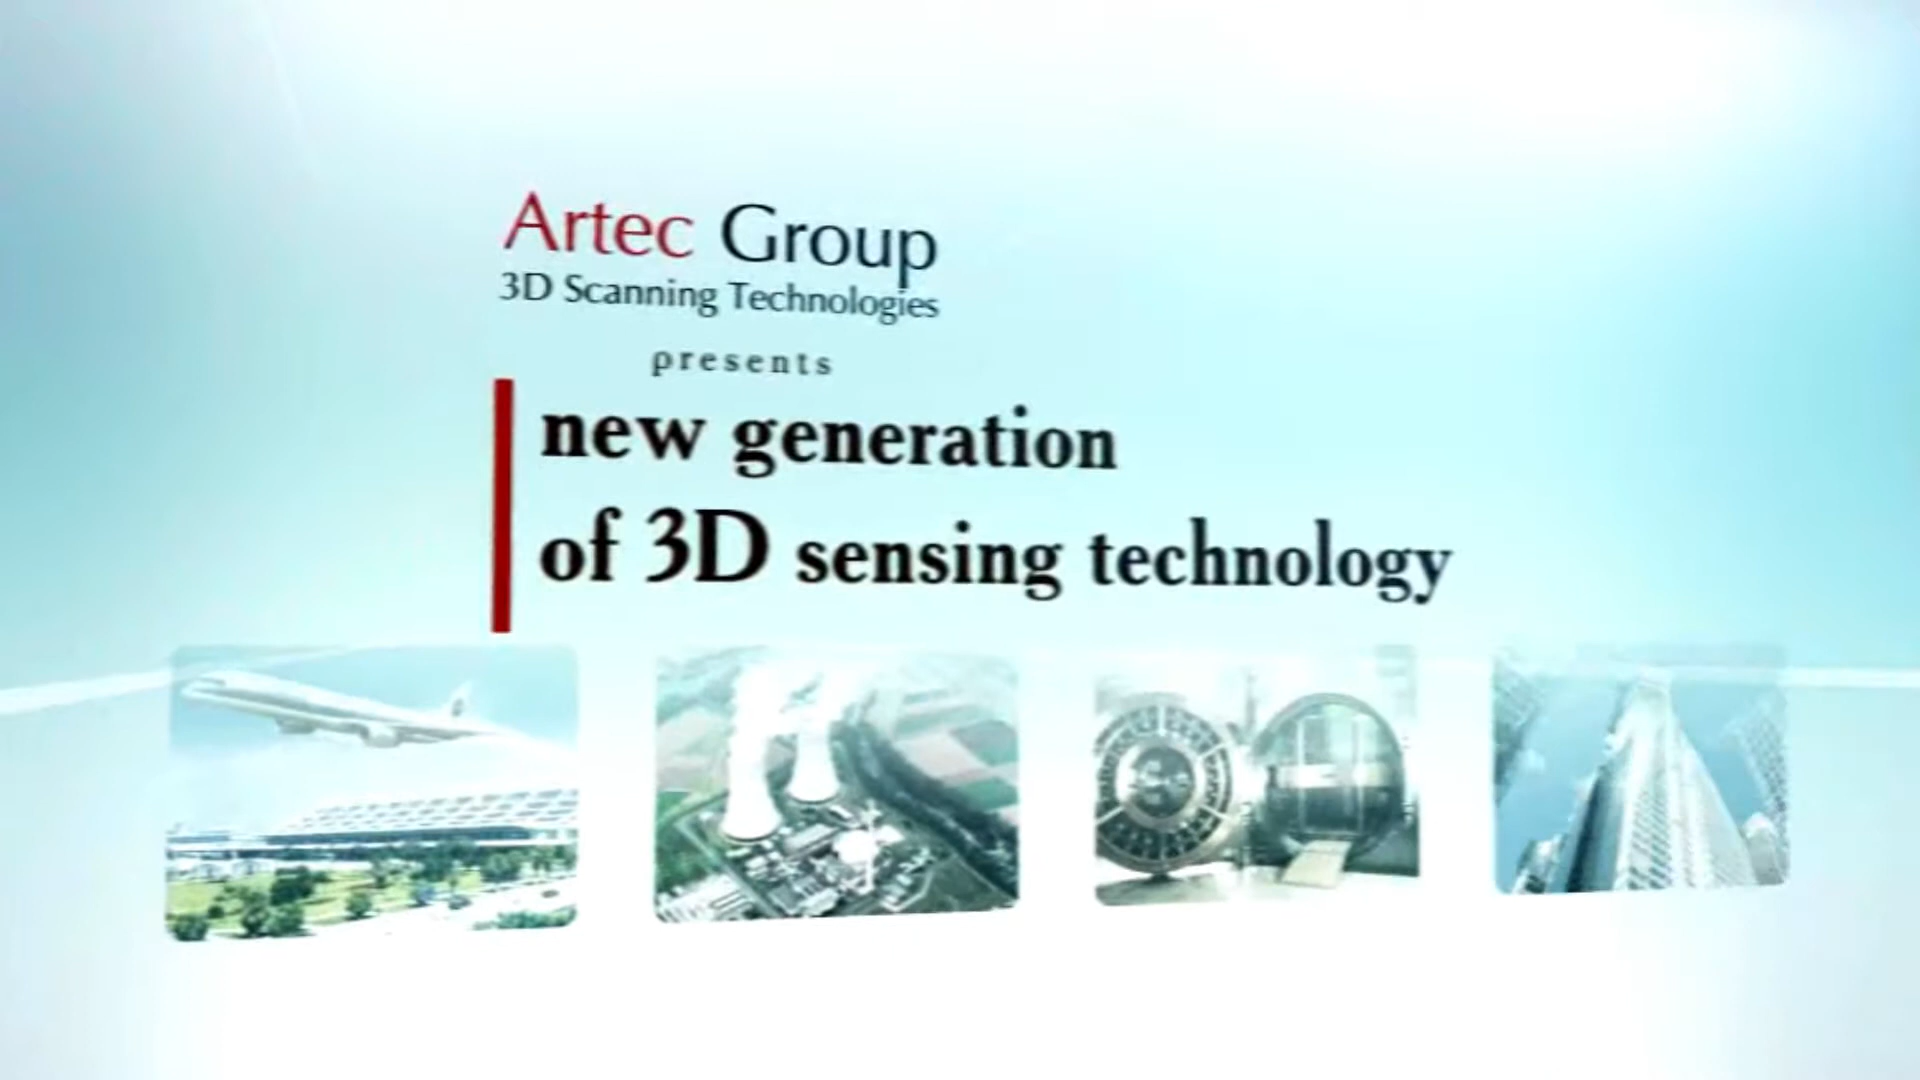 Artec Group
3D Scanning Technologies
presents
new generation
of 3D sensing technology